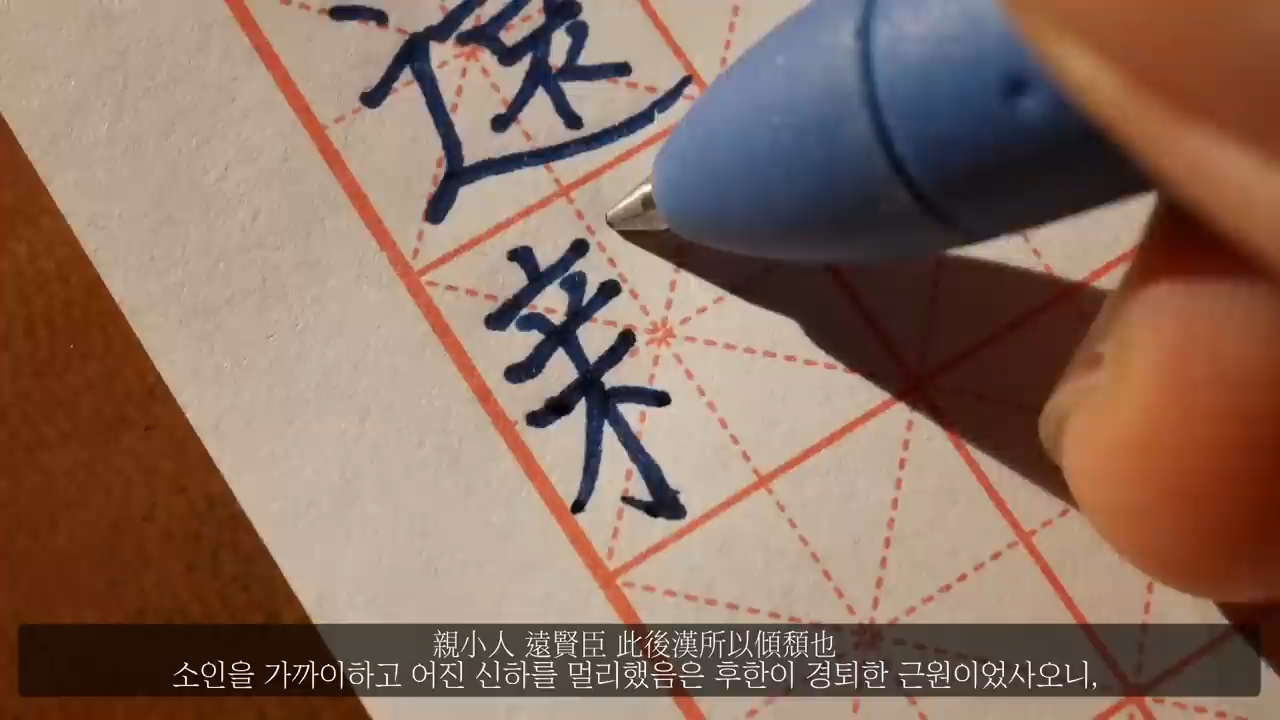 遠
親小人 遠賢臣 此後漢所以傾頹也
소인을 가까이하고 어진 신하를 멀리했음은 후한이 경퇴한 근원이었사오니,